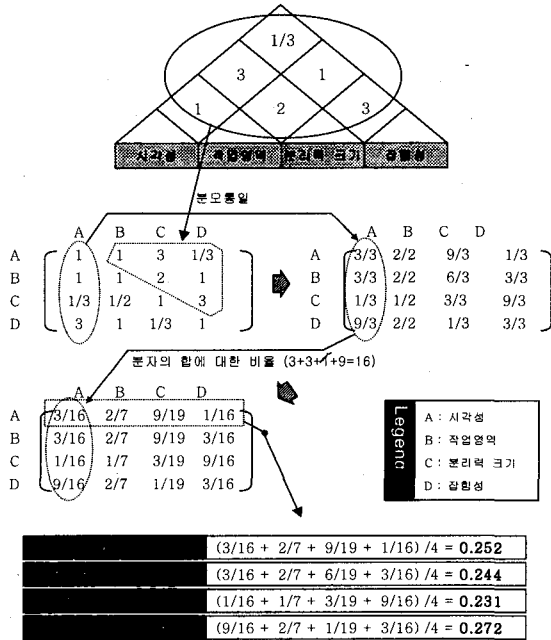 1/3
3 1
1 2 3
시각성 작업영역 분리력 크기 잡힘성
분모통일
A B C D
A 1 1 3 1/3
B 1 1 2 1
C 1/3 1/2 1 3
D 3 1 1/3 1
A B C D
A 3/3 2/2 9/3 1/3
B 3/3 2/2 6/3 3/3
C 1/3 1/2 3/3 9/3
D 9/3 2/2 1/3 3/3
분자의 합에 대한 비율 (3+3+1+9=16)
A B C D
A 3/16 2/7 9/19 1/16
B 3/16 2/7 9/19 3/16
C 1/16 1/7 3/19 9/16
D 9/16 2/7 1/19 3/16
Legend
A : 시각성
B : 작업영역
C : 분리력 크기
D : 잡힘성
(3/16 + 2/7 + 9/19 + 1/16) /4 = 0.252
(3/16 + 2/7 + 6/19 + 3/16) /4 = 0.244
(1/16 + 1/7 + 3/19 + 9/16) /4 = 0.231
(9/16 + 2/7 + 1/19 + 3/16) /4 = 0.272